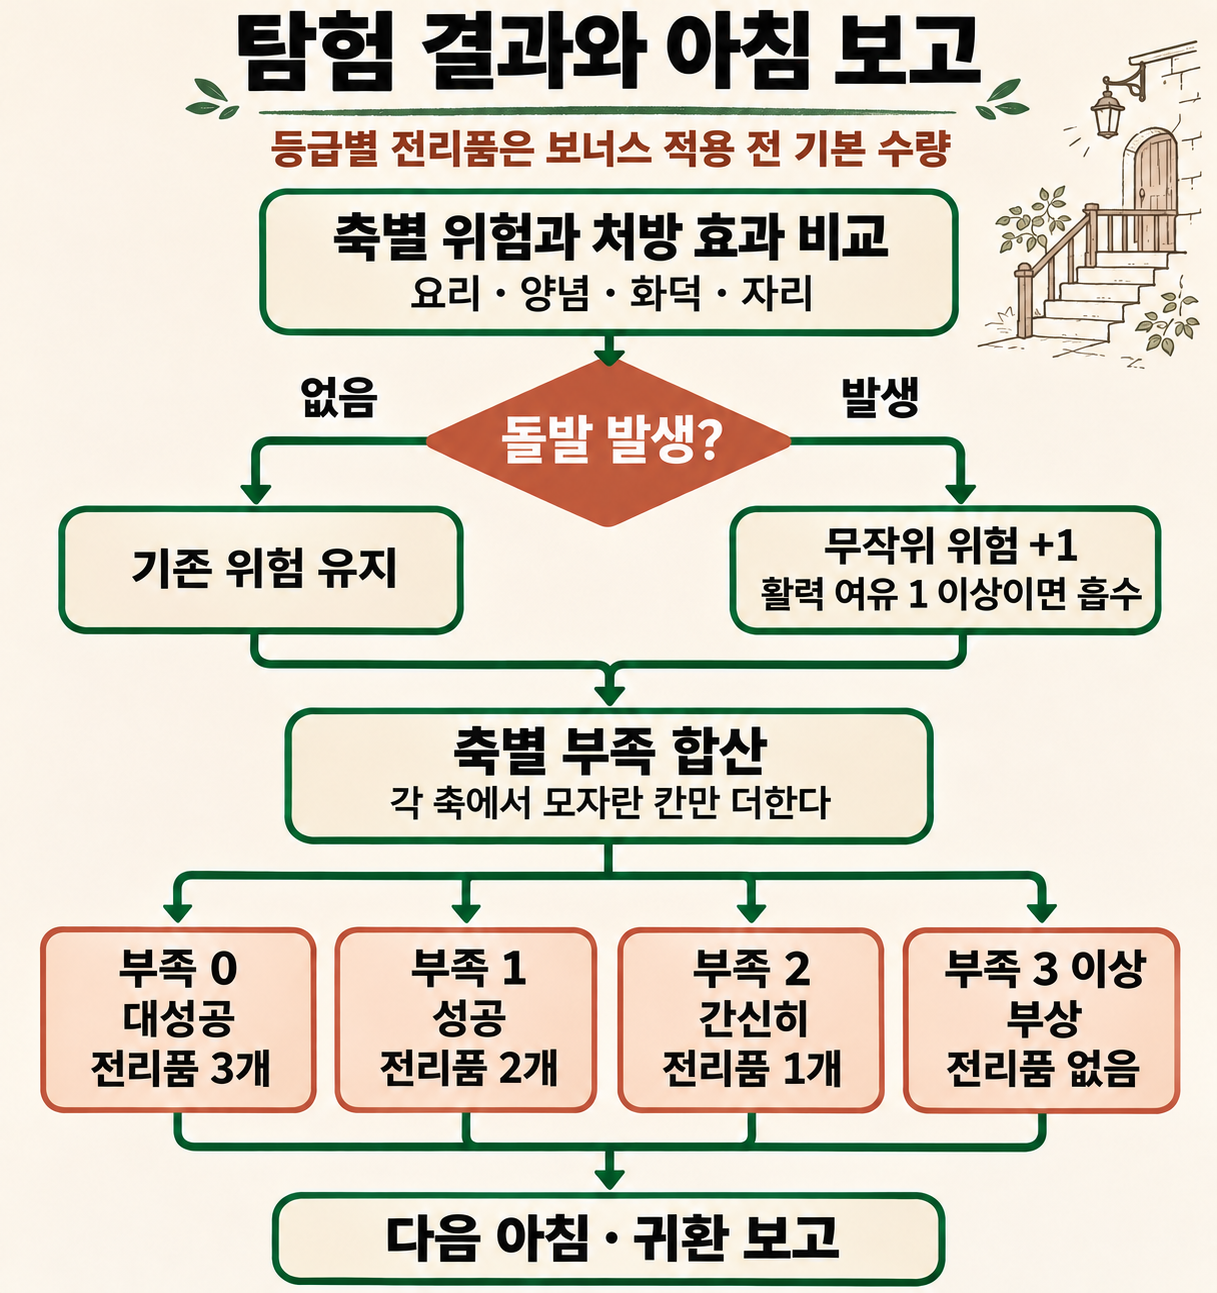 탐험 결과와 아침 보고
등급별 전리품은 보너스 적용 전 기본 수량
축별 위험과 처방 효과 비교
요리 · 양념 · 화덕 · 자리
돌발 발생?
없음
발생
기존 위험 유지
무작위 위험 +1
활력 여유 1 이상이면 흡수
축별 부족 합산
각 축에서 모자란 칸만 더한다
부족 0
대성공
전리품 3개
부족 1
성공
전리품 2개
부족 2
간신히
전리품 1개
부족 3 이상
부상
전리품 없음
다음 아침 · 귀환 보고